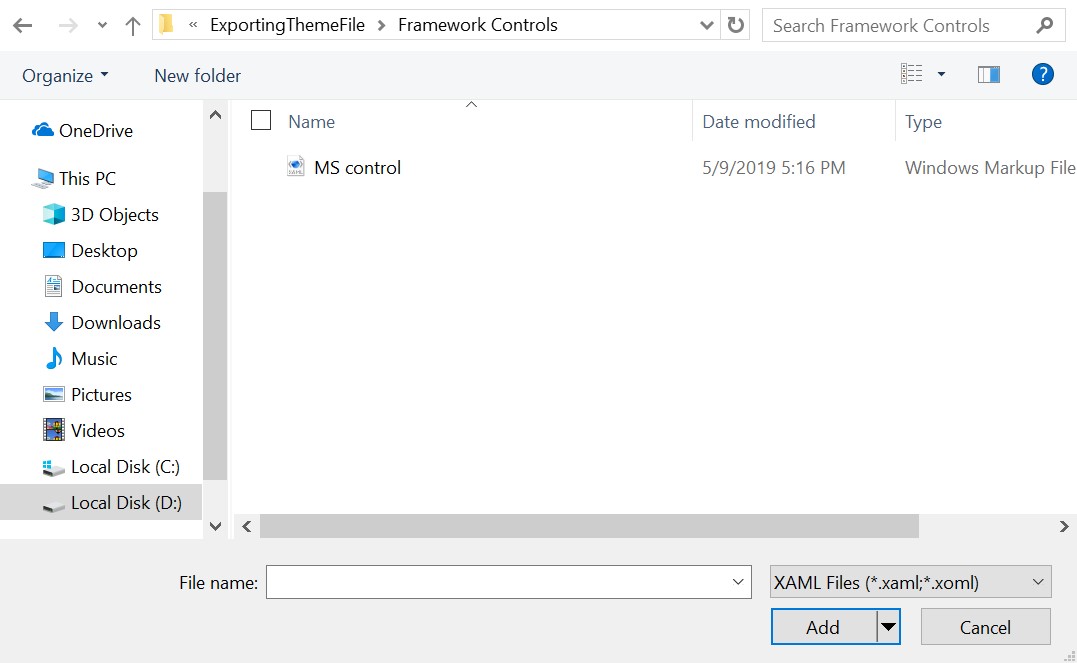 « ExportingThemeFile > Framework Controls
Search Framework Controls
Organize
New folder
?
OneDrive
This PC
3D Objects
Desktop
Documents
Downloads
Music
Pictures
Videos
Local Disk (C:)
Local Disk (D:)
Name
Date modified
Type
MS control
5/9/2019 5:16 PM
Windows Markup File
File name:
XAML Files (*.xaml;*.xoml)
Add
Cancel